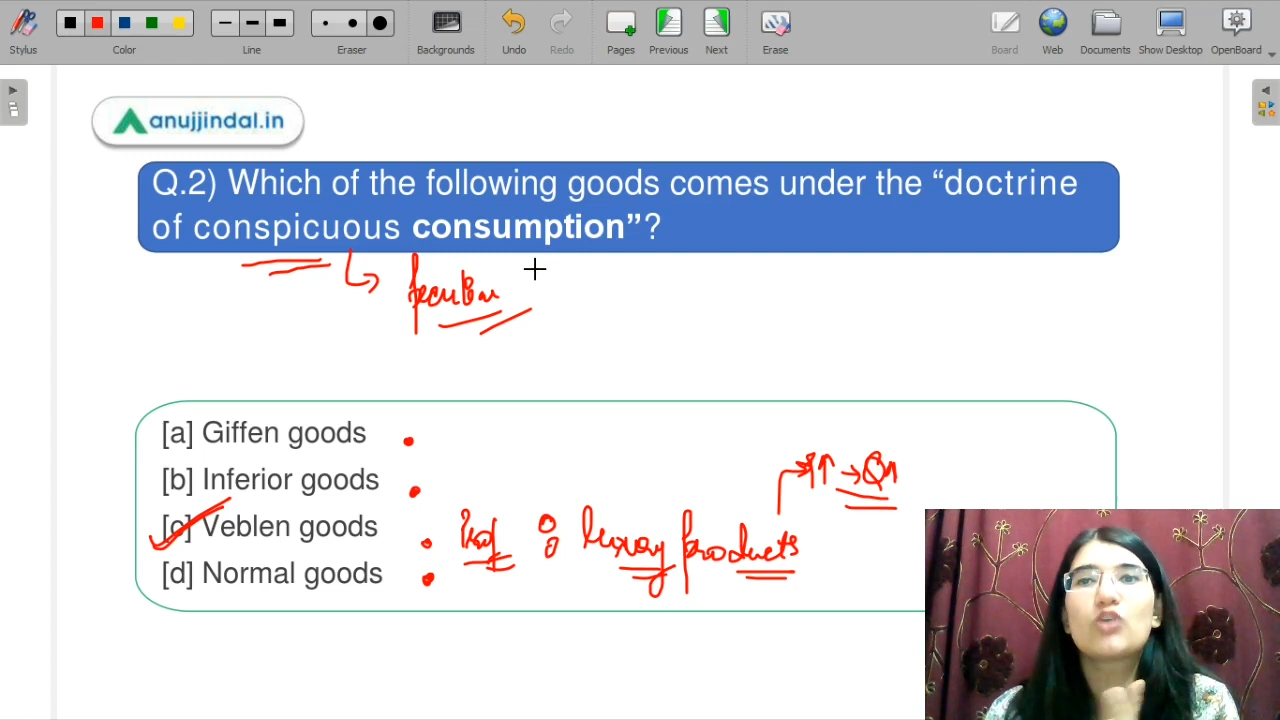 Stylus
Color
Line
Eraser
Backgrounds
Undo
Redo
Pages
Previous
Next
Erase
Board
Web
Documents
Show Desktop
OpenBoard
anujjindal.in
Q.2) Which of the following goods comes under the “doctrine
of conspicuous consumption”?
[a] Giffen goods
[b] Inferior goods
P↑ → Q↑
[c] Veblen goods
: luxury products
[d] Normal goods